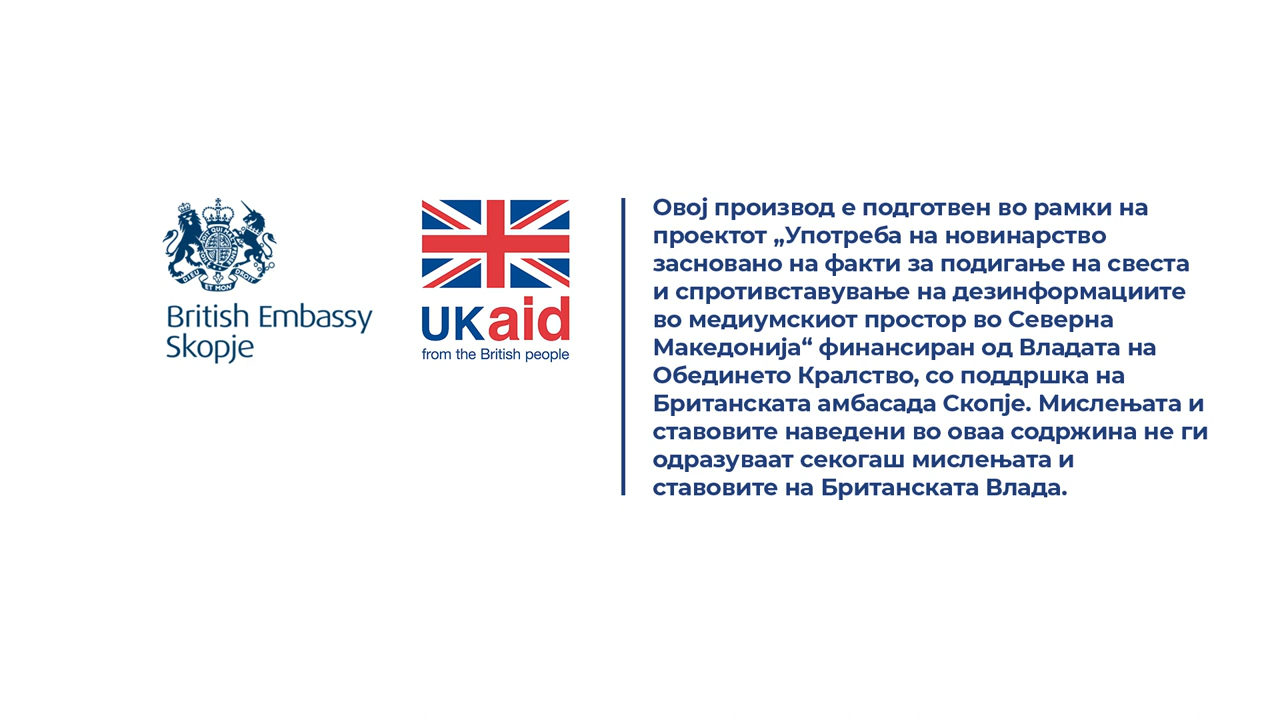 British Embassy
Skopje
UKaid
from the British people
Овој производ е подготвен во рамки на
проектот „Употреба на новинарство
засновано на факти за подигање на свеста
и спротивставување на дезинформациите
во медиумскиот простор во Северна
Македонија“ финансиран од Владата на
Обединето Кралство, со поддршка на
Британската амбасада Скопје. Мислењата и
ставовите наведени во оваа содржина не ги
одразуваат секогаш мислењата и
ставовите на Британската Влада.